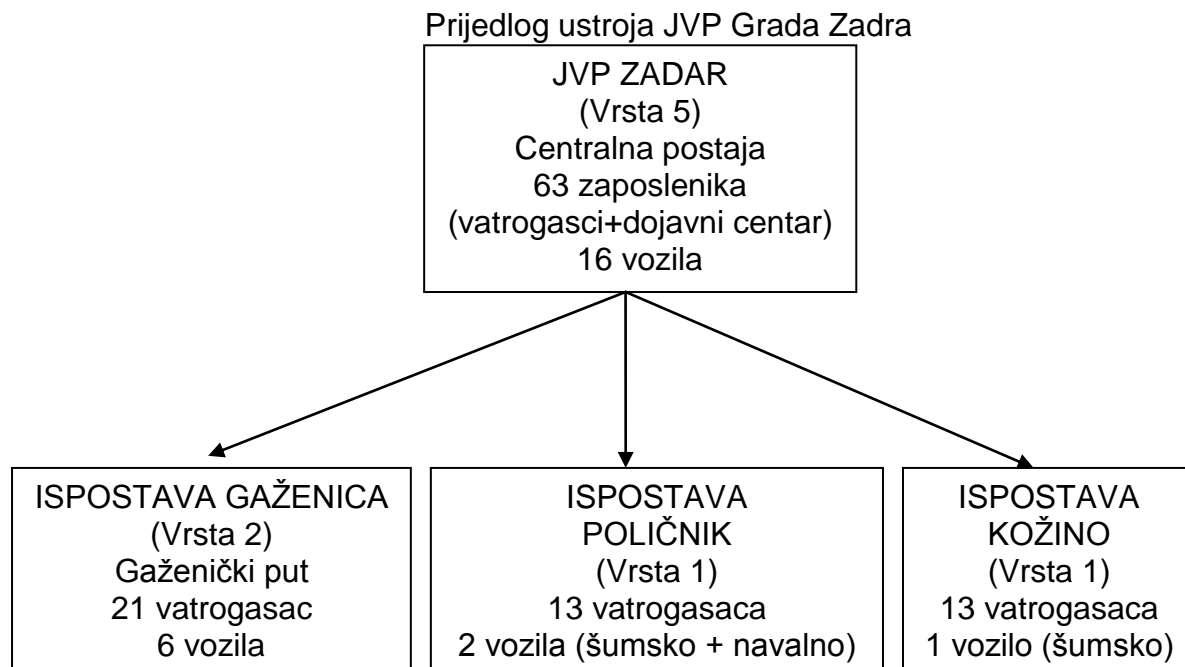 Prijedlog ustroja JVP Grada Zadra
JVP ZADAR
(Vrsta 5)
Centralna postaja
63 zaposlenika
(vatrogasci+dojavni centar)
16 vozila
ISPOSTAVA GAŽENICA
(Vrsta 2)
Gaženički put
21 vatrogasac
6 vozila
ISPOSTAVA
POLIČNIK
(Vrsta 1)
13 vatrogasaca
2 vozila (šumsko + navalno)
ISPOSTAVA
KOŽINO
(Vrsta 1)
13 vatrogasaca
1 vozilo (šumsko)